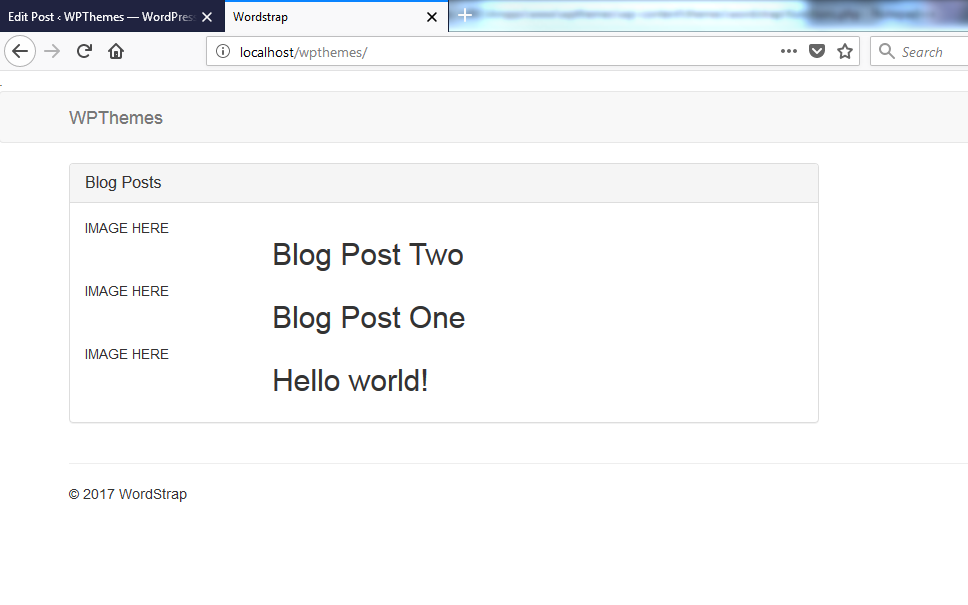 Edit Post ‹ WPThemes — WordPres
Wordstrap
localhost/wpthemes/
Search
WPThemes
Blog Posts
IMAGE HERE
Blog Post Two
IMAGE HERE
Blog Post One
IMAGE HERE
Hello world!
© 2017 WordStrap